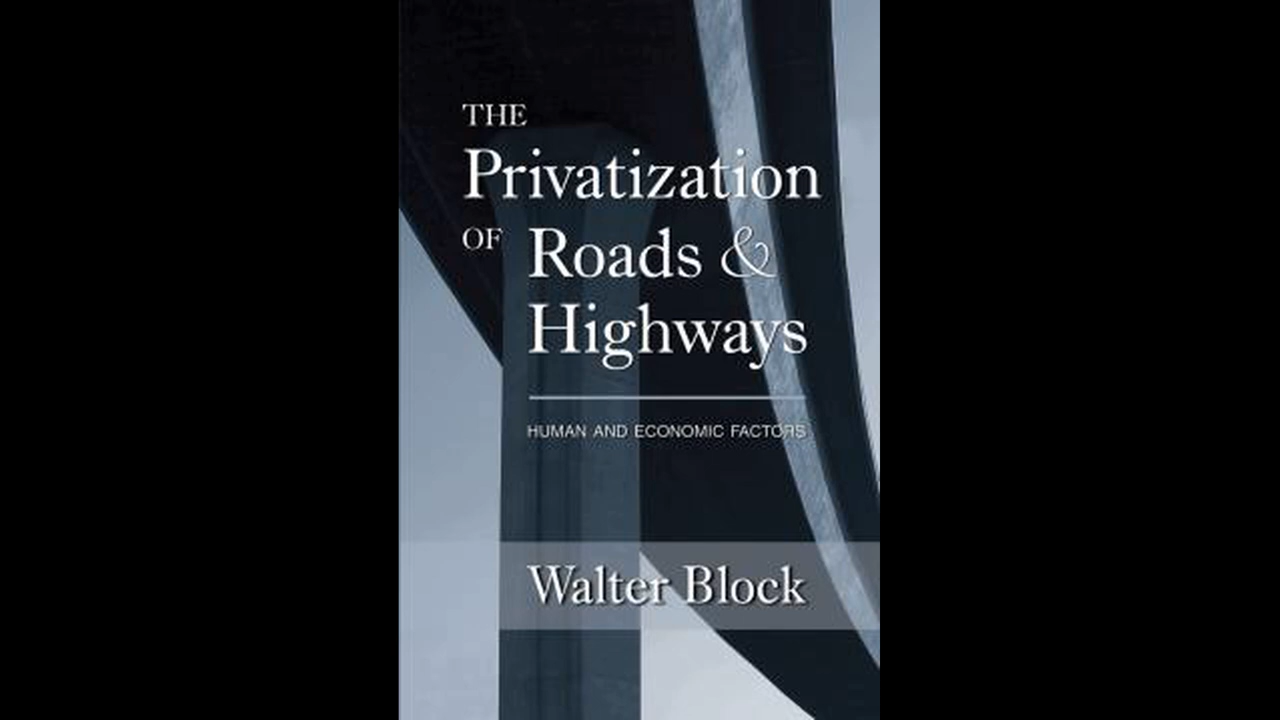 THE
Privatization
OF Roads &
Highways
HUMAN AND ECONOMIC FACTORS
Walter Block